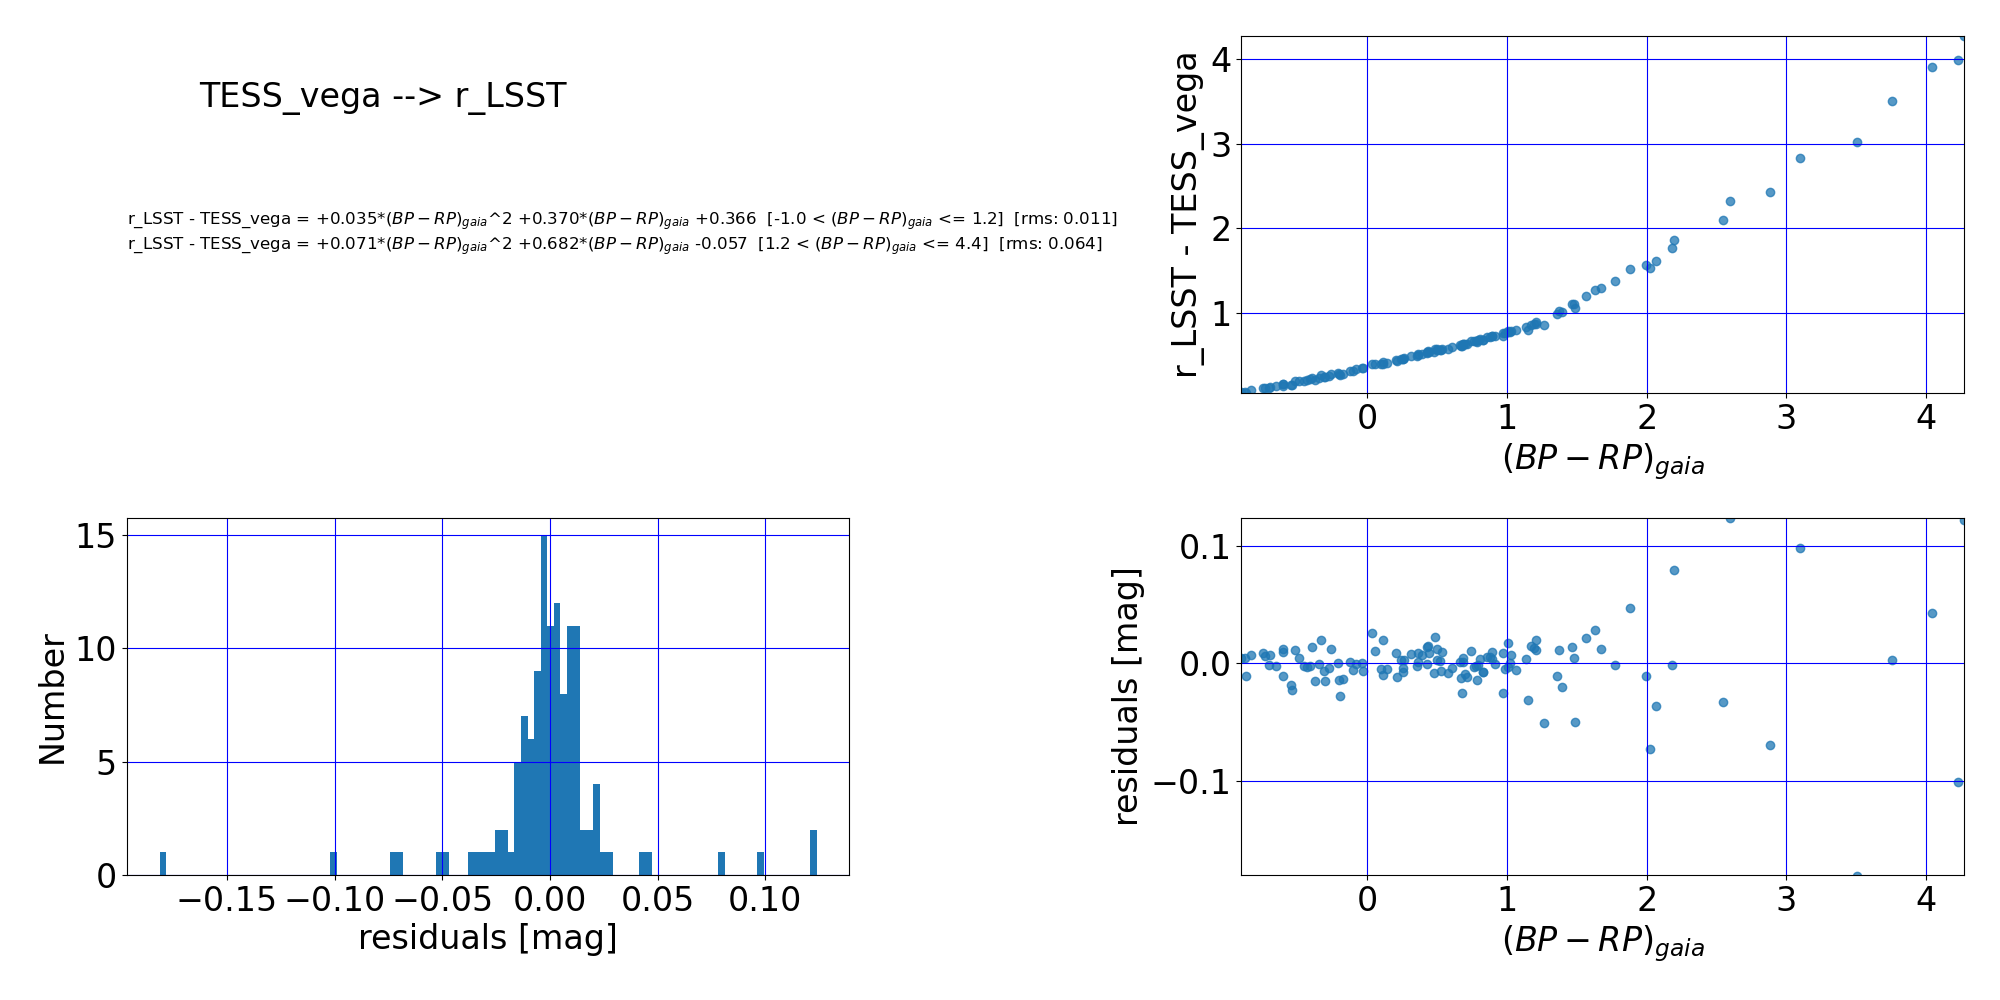 TESS_vega --> r_LSST
r_LSST - TESS_vega = +0.035*(BP−RP)gaia^2 +0.370*(BP−RP)gaia +0.366 [-1.0 < (BP−RP)gaia <= 1.2] [rms: 0.011]
r_LSST - TESS_vega = +0.071*(BP−RP)gaia^2 +0.682*(BP−RP)gaia -0.057 [1.2 < (BP−RP)gaia <= 4.4] [rms: 0.064]
r_LSST - TESS_vega
4
3
2
1
0 1 2 3 4
(BP − RP)gaia
Number
15
10
5
0
−0.15 −0.10 −0.05 0.00 0.05 0.10
residuals [mag]
residuals [mag]
0.1
0.0
−0.1
0 1 2 3 4
(BP − RP)gaia